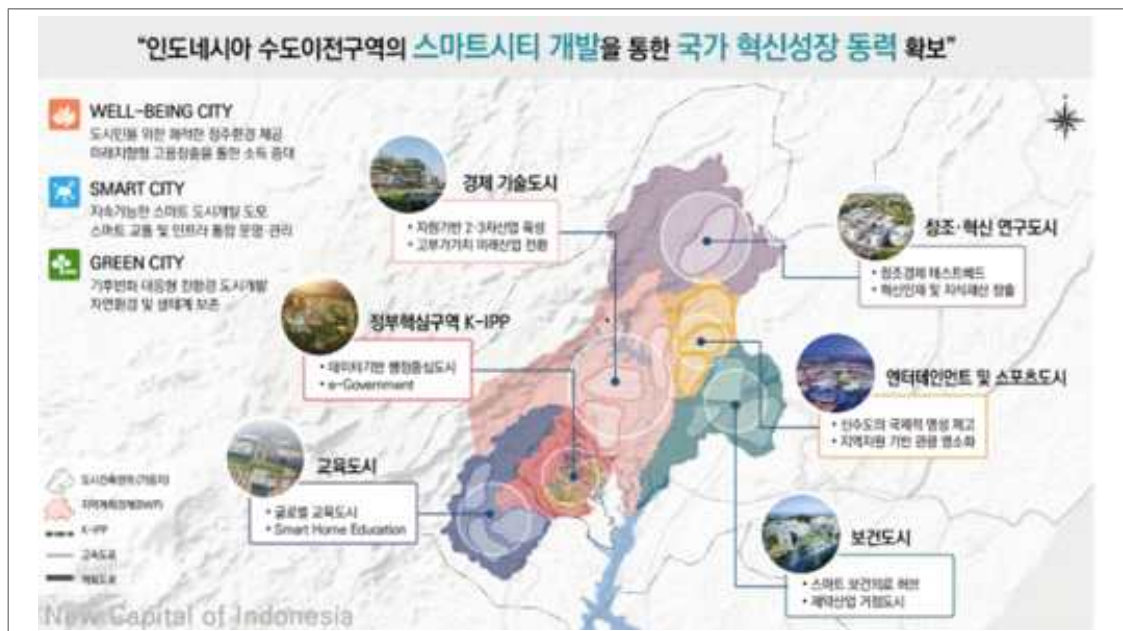 "인도네시아 수도이전구역의 스마트시티 개발을 통한 국가 혁신성장 동력 확보"
WELL-BEING CITY
도시민을 위한 쾌적한 정주환경 제공
미래지향형 고용창출을 통한 소득 증대
SMART CITY
지속가능한 스마트 도시개발 도모
스마트 교통 및 인프라 통합 운영·관리
GREEN CITY
기후변화 대응형 친환경 도시개발
자연환경 및 생태계 보존
경제 기술도시
• 자원기반 2·3차산업 육성
• 고부가가치 미래산업 전환
창조·혁신 연구도시
• 창조경제 테스트베드
• 혁신인재 및 지식재산 창출
정부핵심구역 K-IPP
• 데이터기반 행정중심도시
• e-Government
엔터테인먼트 및 스포츠도시
• 신수도의 국제적 명성 제고
• 지역자원 기반 관광 명소화
교육도시
• 글로벌 교육도시
• Smart Home Education
보건도시
• 스마트 보건의료 허브
• 제약산업 거점도시
K-IPP
고속도로
New Capital of Indonesia